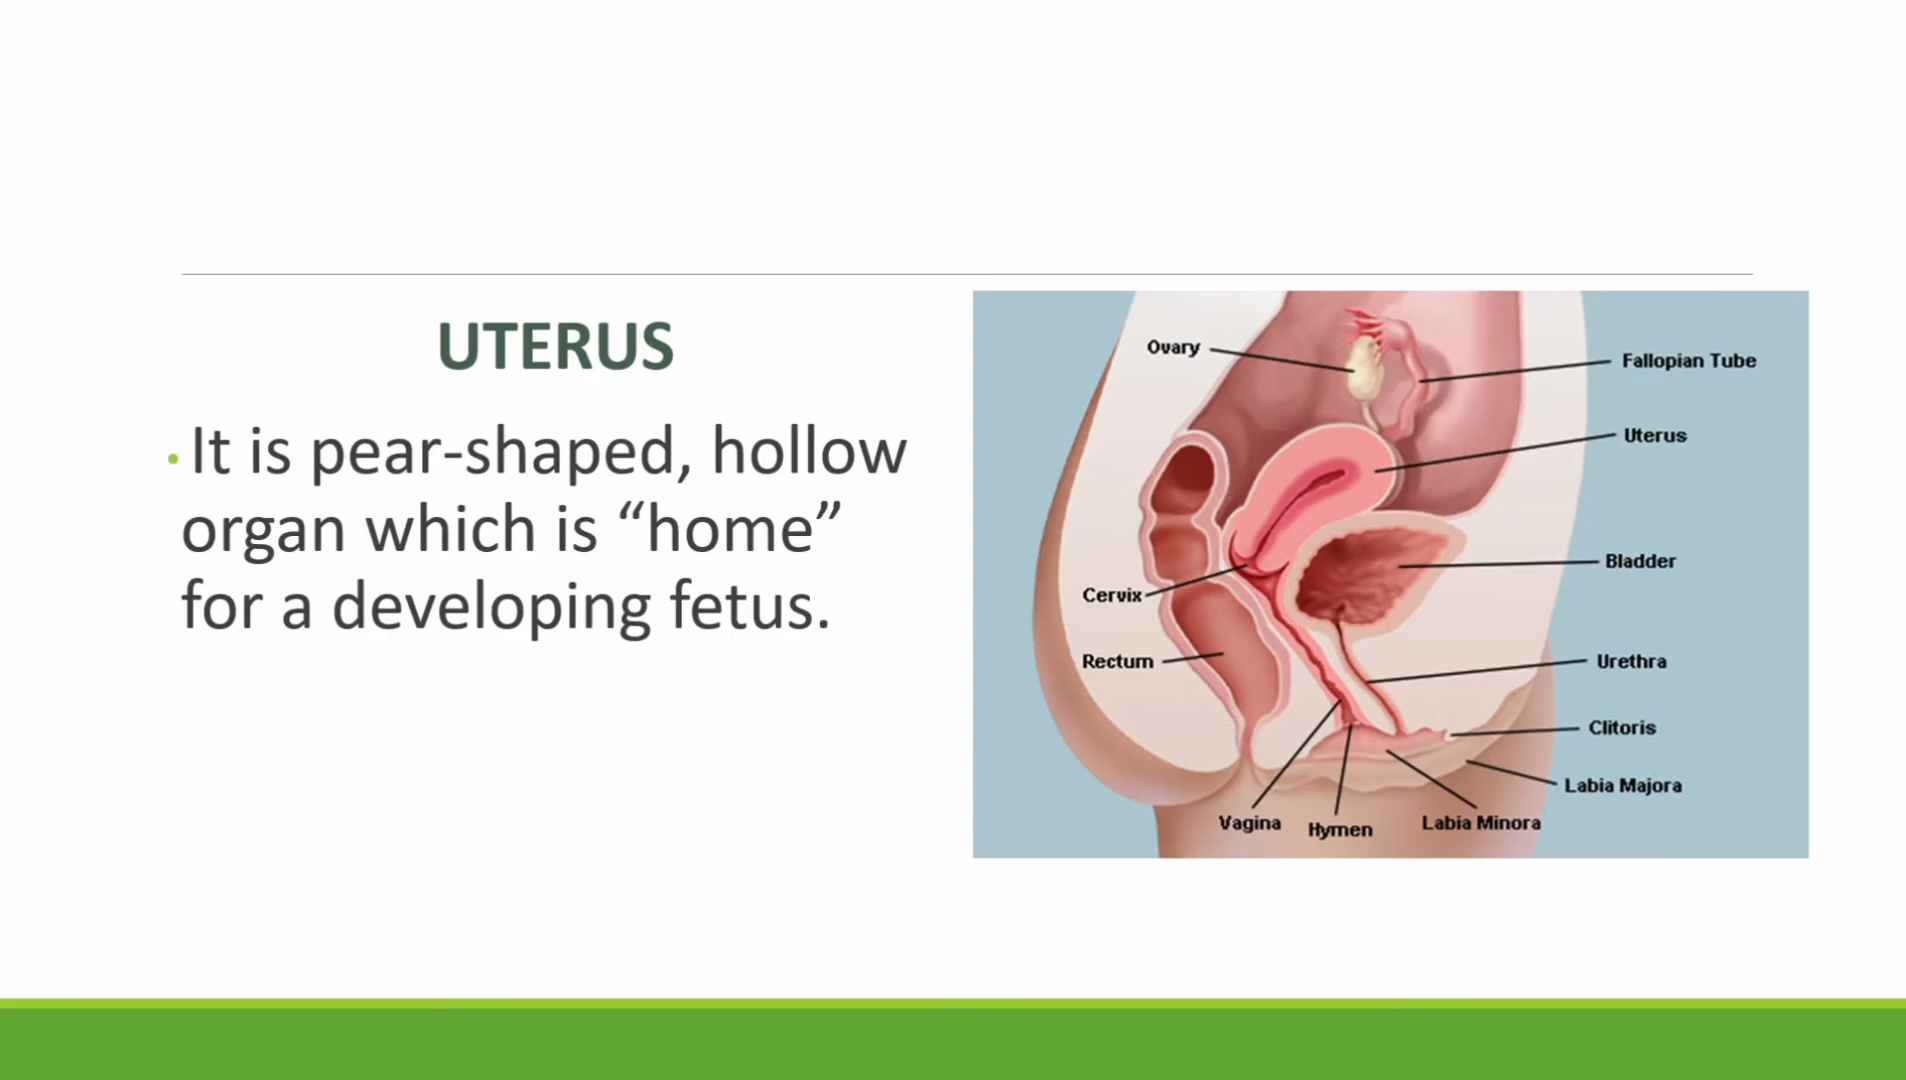 UTERUS
• It is pear-shaped, hollow
organ which is “home”
for a developing fetus.
Ovary
Fallopian Tube
Uterus
Bladder
Cervix
Rectum
Urethra
Clitoris
Labia Majora
Vagina
Hymen
Labia Minora